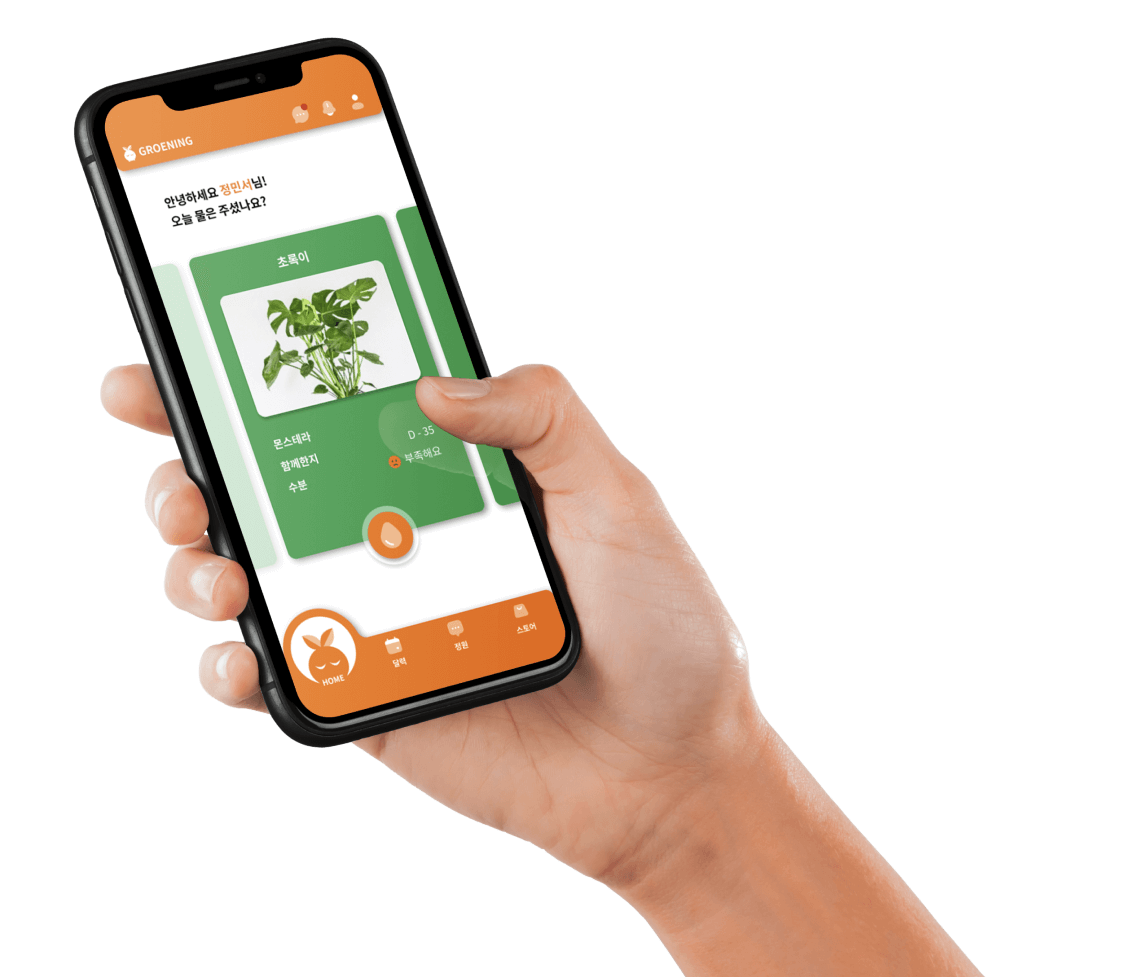 GROENING
안녕하세요 정민서님!
오늘 물은 주셨나요?
초록이
몬스테라
함께한지 D - 35
수분 부족해요
HOME
달력
정원
스토어